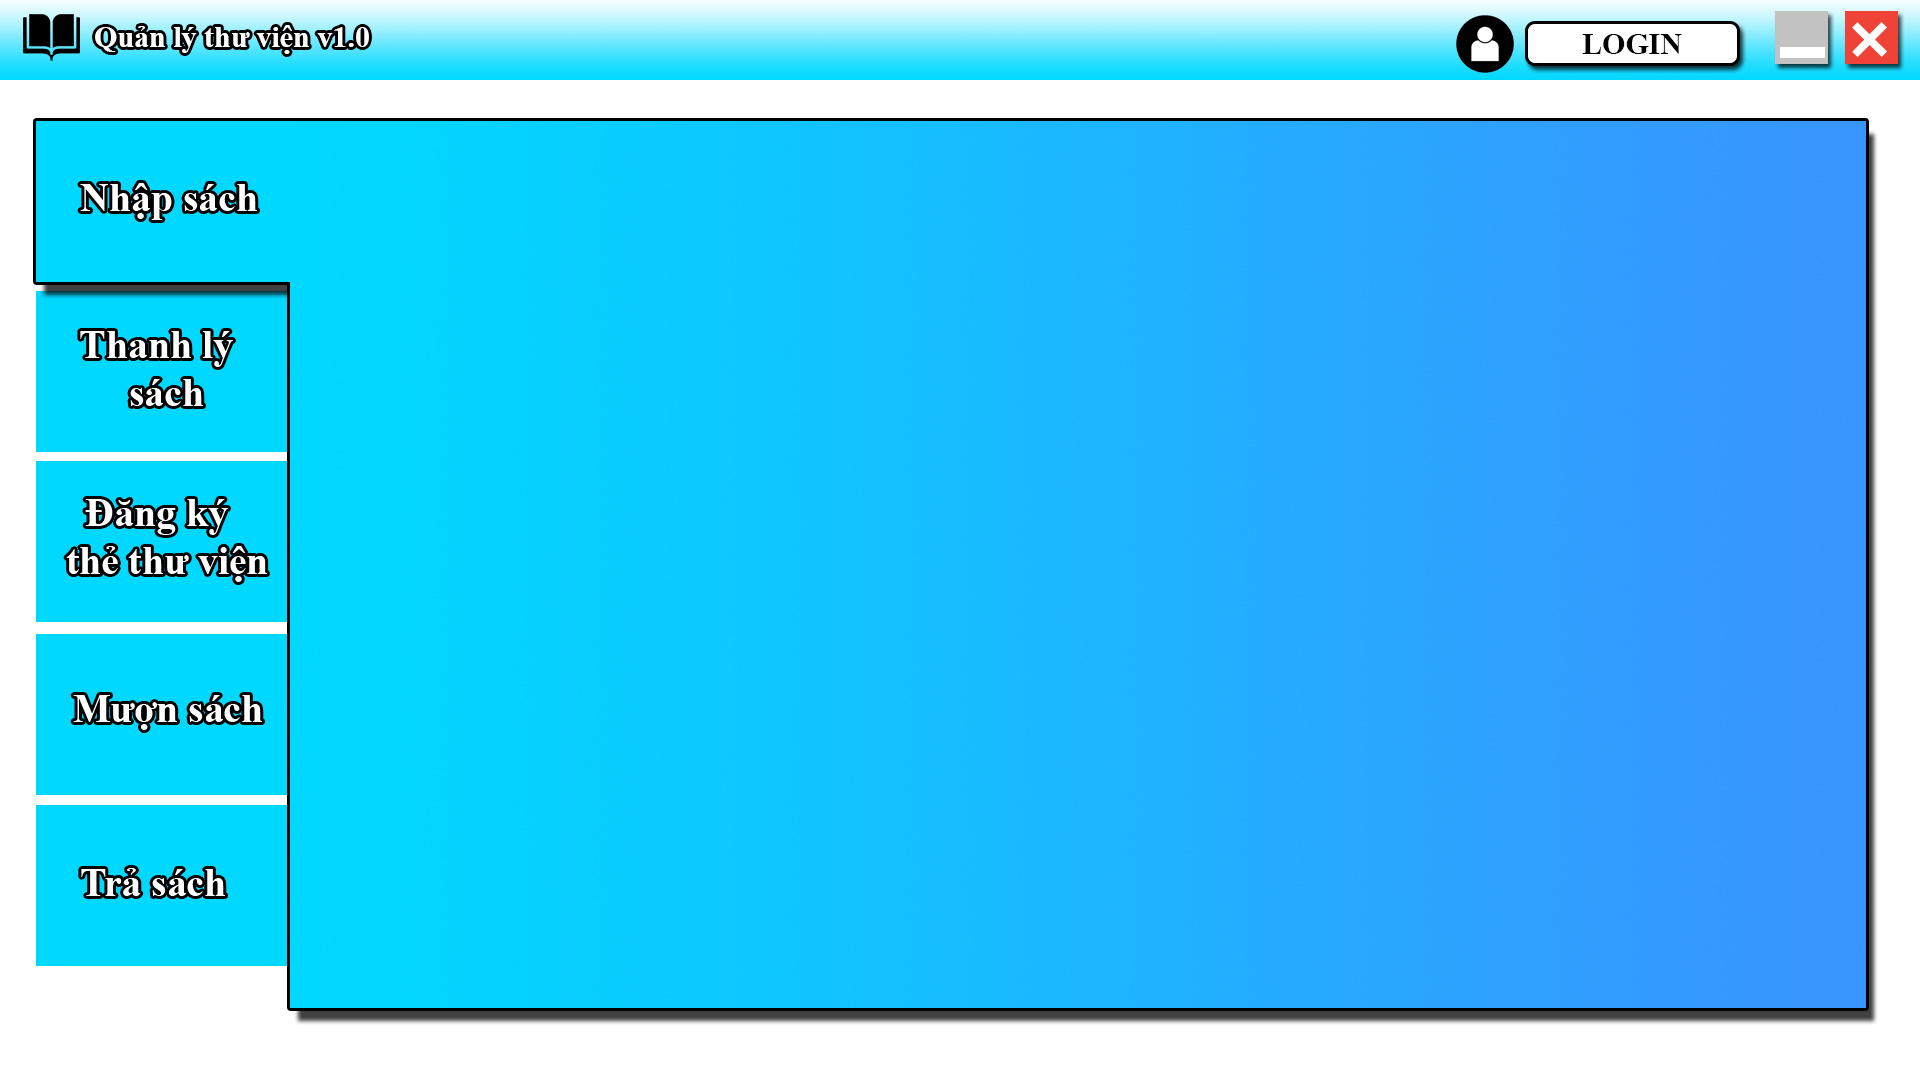 Quản lý thư viện v1.0
LOGIN
Nhập sách
Thanh lý
sách
Đăng ký
thẻ thư viện
Mượn sách
Trả sách